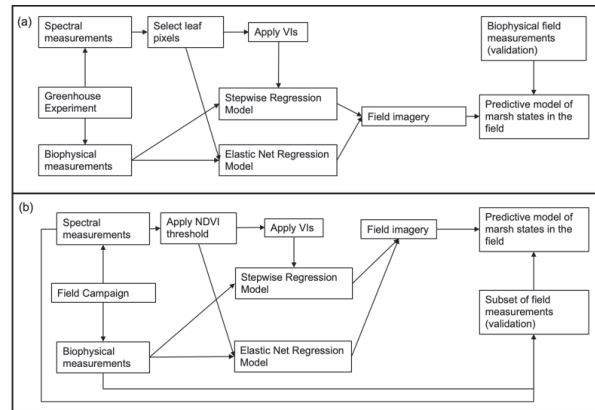 (a)
Spectral
measurements
Select leaf
pixels
Apply VIs
Biophysical field
measurements
(validation)
Greenhouse
Experiment
Stepwise Regression
Model
Field imagery
Predictive model of
marsh states in the
field
Biophysical
measurements
Elastic Net Regression
Model
(b)
Spectral
measurements
Apply NDVI
threshold
Apply VIs
Field imagery
Predictive model of
marsh states in the
field
Stepwise Regression
Model
Field Campaign
Subset of field
measurements
(validation)
Biophysical
measurements
Elastic Net Regression
Model